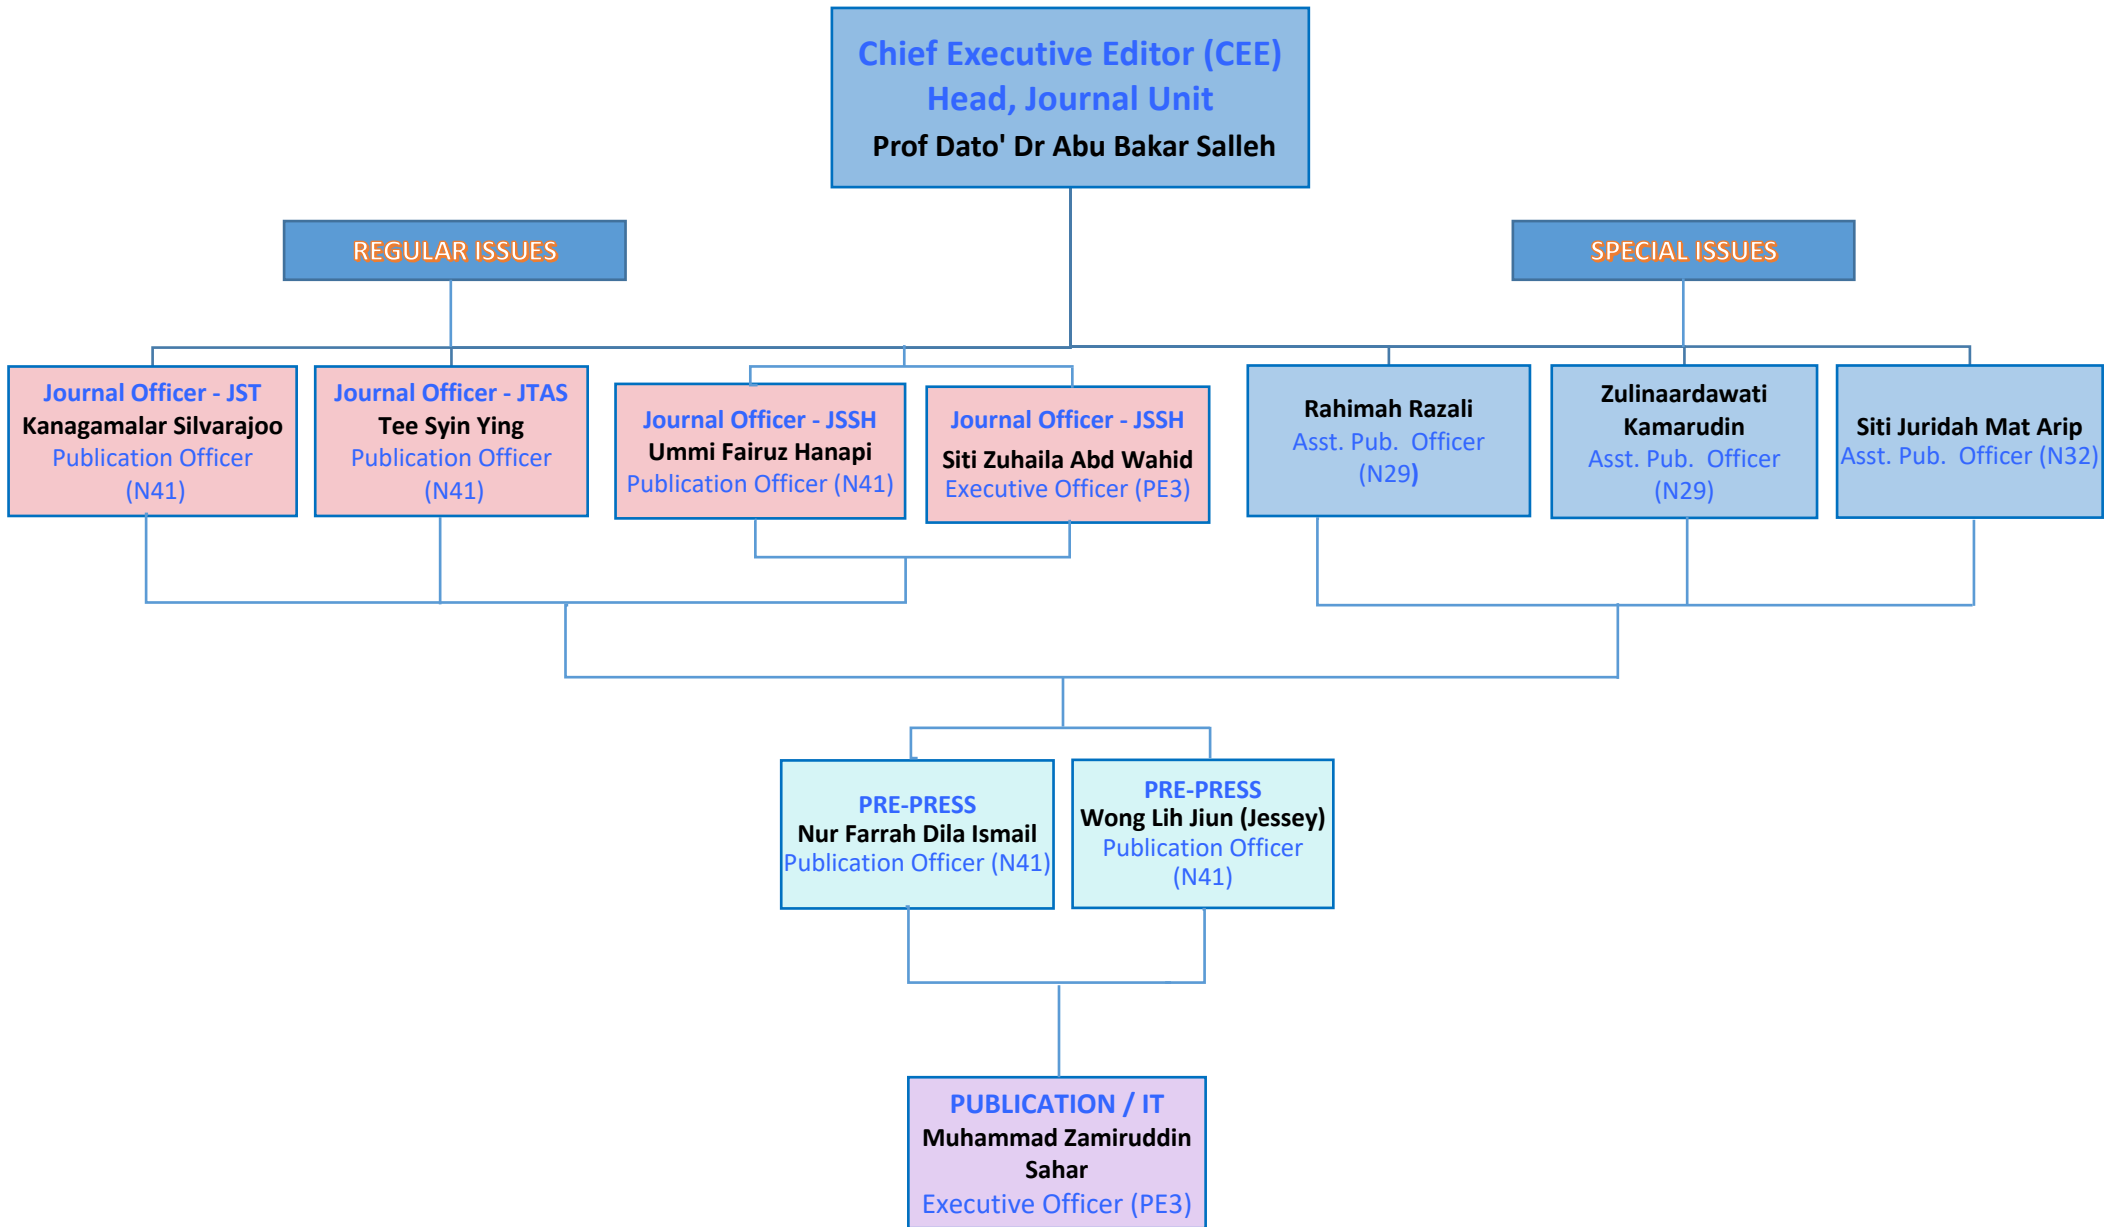 Chief Executive Editor (CEE)
Head, Journal Unit
Prof Dato' Dr Abu Bakar Salleh
REGULAR ISSUES
SPECIAL ISSUES
Journal Officer - JST
Kanagamalar Silvarajoo
Publication Officer
(N41)
Journal Officer - JTAS
Tee Syin Ying
Publication Officer
(N41)
Journal Officer - JSSH
Ummi Fairuz Hanapi
Publication Officer (N41)
Journal Officer - JSSH
Siti Zuhaila Abd Wahid
Executive Officer (PE3)
Rahimah Razali
Asst. Pub. Officer
(N29)
Zulinaardawati
Kamarudin
Asst. Pub. Officer
(N29)
Siti Juridah Mat Arip
Asst. Pub. Officer (N32)
PRE-PRESS
Nur Farrah Dila Ismail
Publication Officer (N41)
PRE-PRESS
Wong Lih Jiun (Jessey)
Publication Officer
(N41)
PUBLICATION / IT
Muhammad Zamiruddin
Sahar
Executive Officer (PE3)